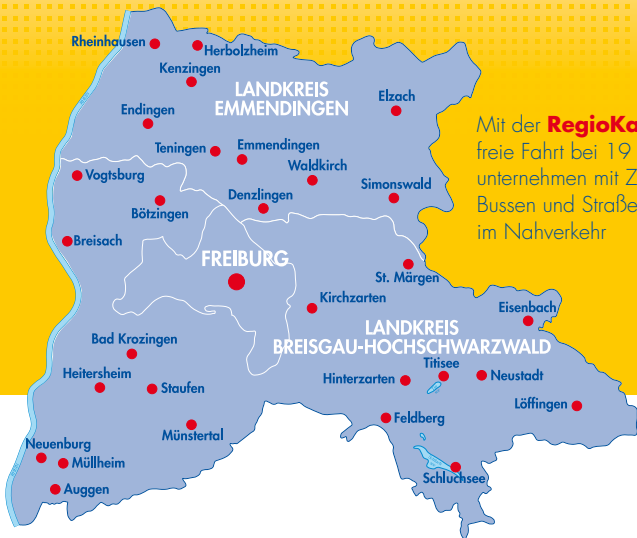 Rheinhausen
Herbolzheim
Kenzingen
LANDKREIS
EMMENDINGEN
Elzach
Endingen
Mit der
freie Fahrt bei 19
unternehmen mit
Bussen und
im Nahverkehr
Teningen
Emmendingen
Waldkirch
Vogtsburg
Simonswald
Denzlingen
Bötzingen
Breisach
FREIBURG
St. Märgen
Kirchzarten
Eisenbach
LANDKREIS
BREISGAU-HOCHSCHWARZWALD
Bad Krozingen
Titisee
Heitersheim
Staufen
Hinterzarten
Neustadt
Löffingen
Feldberg
Münstertal
Neuenburg
Müllheim
Schluchsee
Auggen